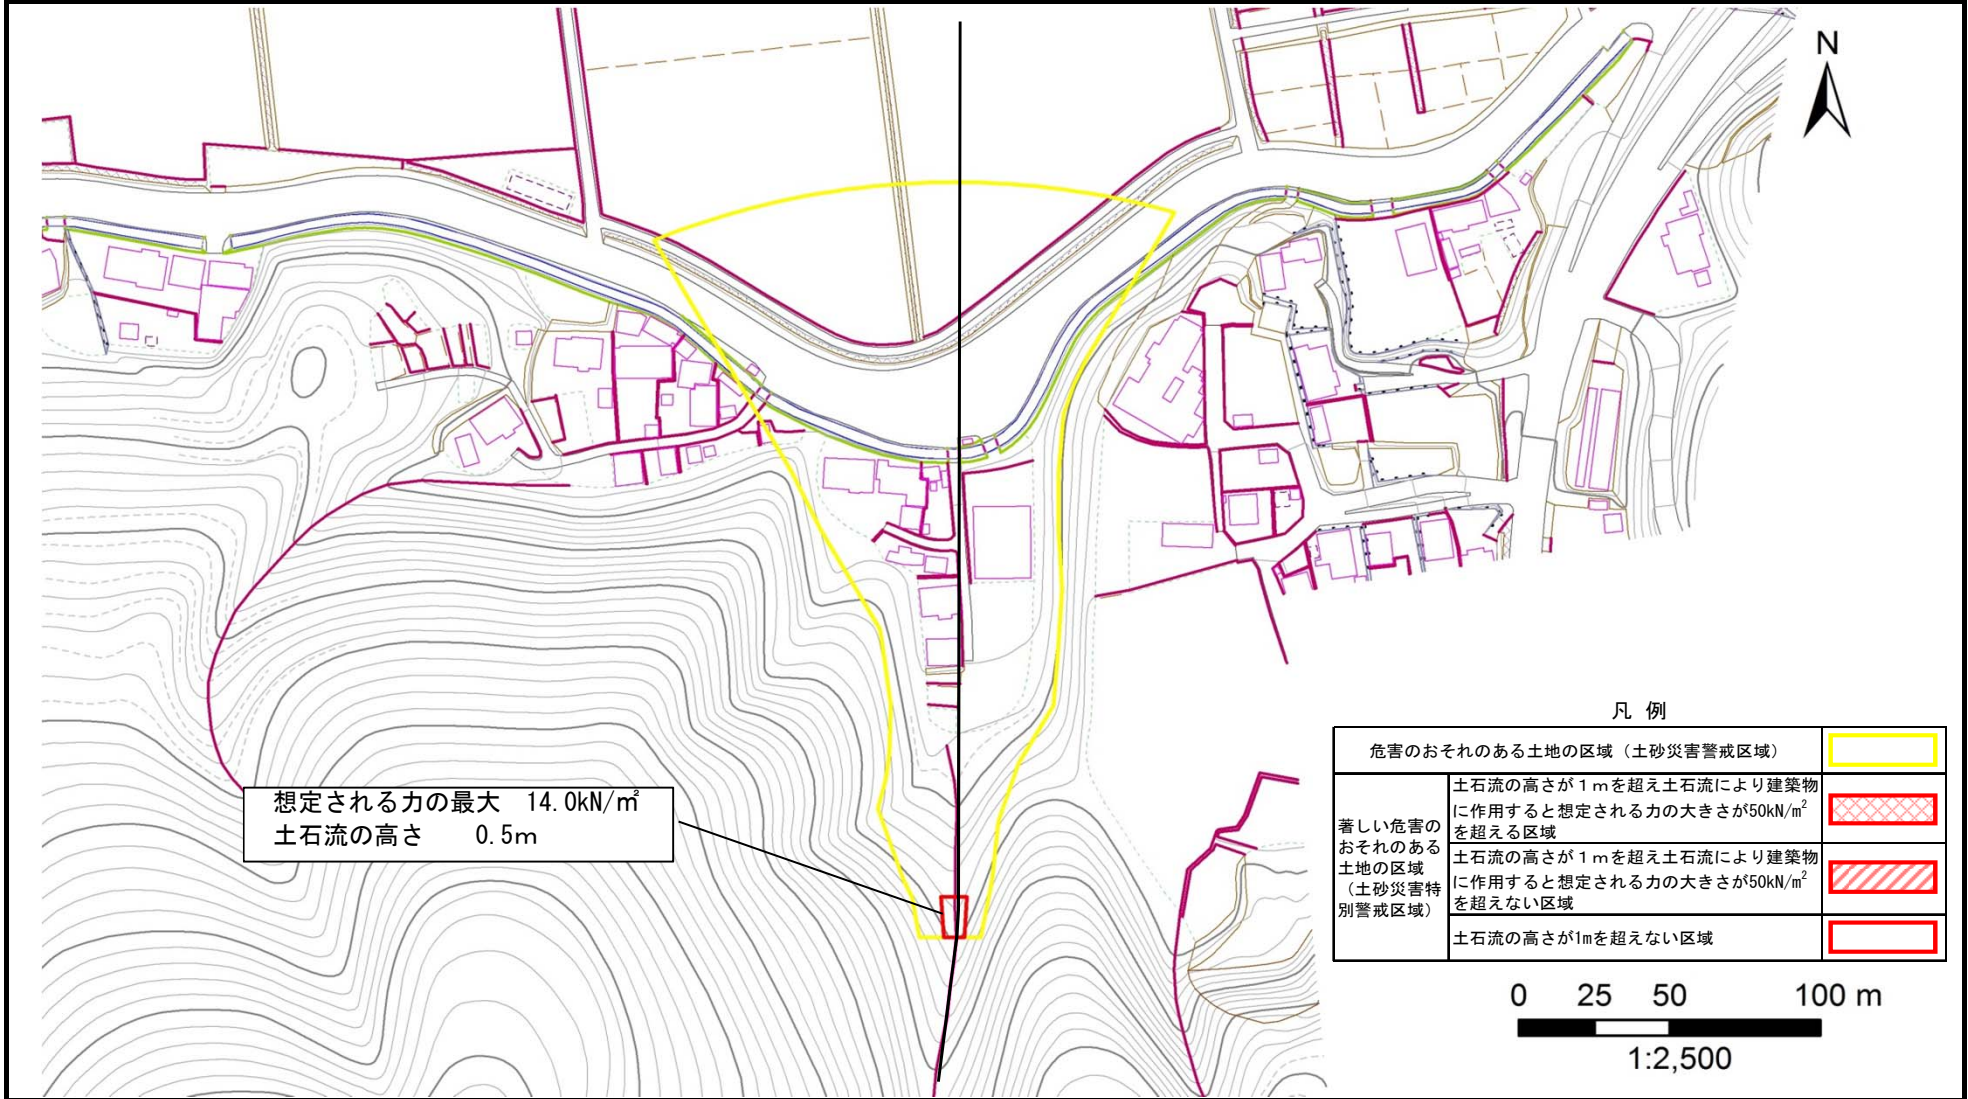 N
想定される力の最大 14.0kN/㎡
土石流の高さ 0.5m
凡 例
危害のおそれのある土地の区域（土砂災害警戒区域）
著しい危害の
おそれのある
土地の区域
（土砂災害特
別警戒区域）
土石流の高さが１ｍを超え土石流により建築物
に作用すると想定される力の大きさが50kN/m²
を超える区域
土石流の高さが１ｍを超え土石流により建築物
に作用すると想定される力の大きさが50kN/m²
を超えない区域
土石流の高さが1mを超えない区域
0 25 50 100 m
1:2,500